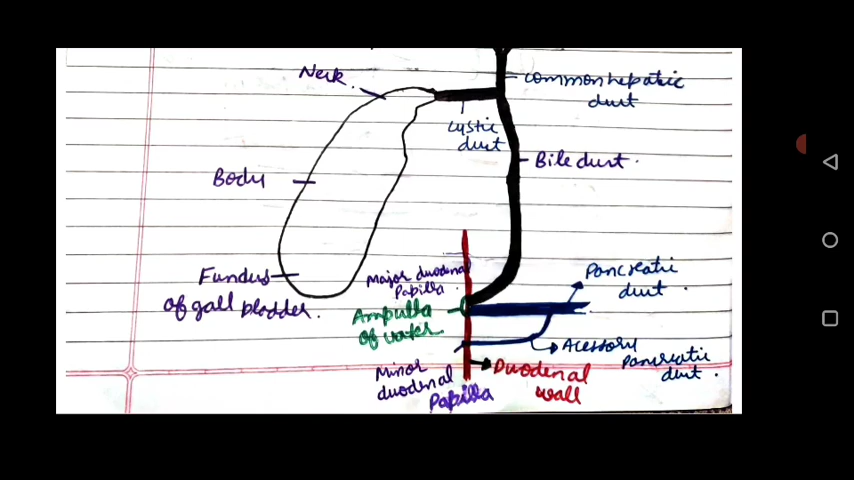 Neck.
common hepatic
duct
Cystic
duct
Bile duct.
Body
Fundus
of gall bladder.
Major duodenal
Papilla.
Ampulla
of vater
Pancreatic
duct.
Acessory
Pancreatic
duct.
Minor
duodenal
Papilla
Duodenal
wall